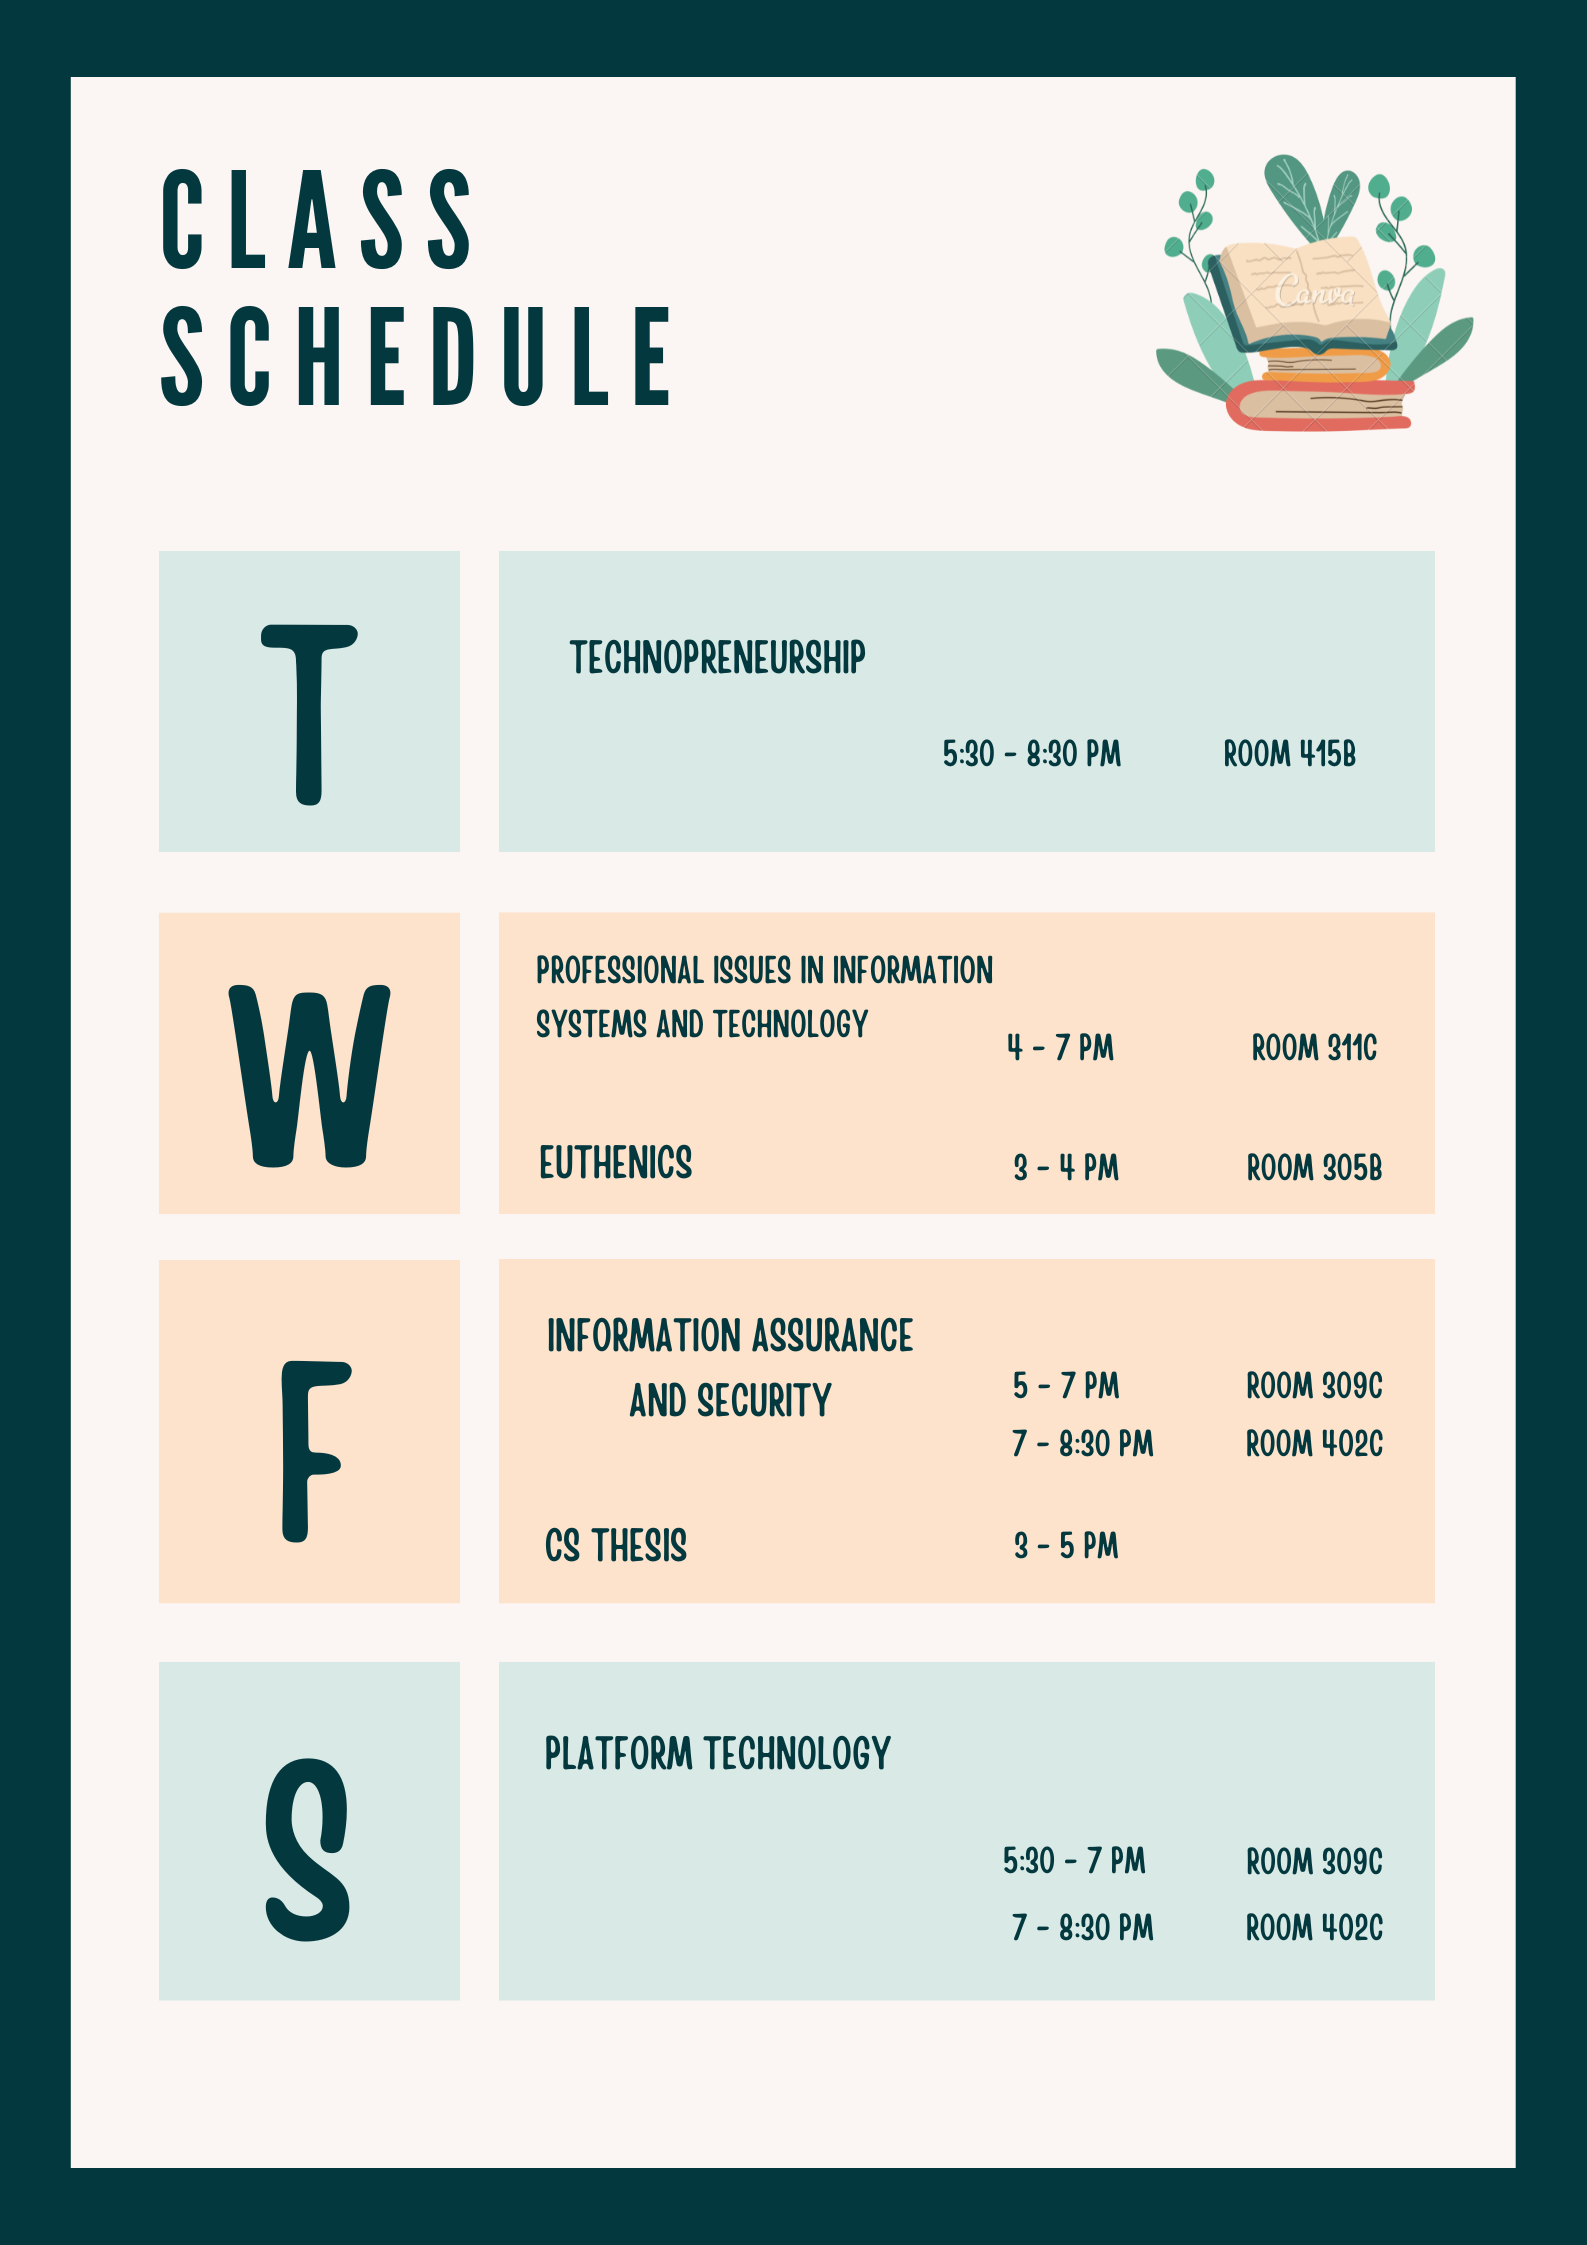 CLASS
SCHEDULE
Canva
T
TECHNOPRENEURSHIP
5:30 - 8:30 PM ROOM 415B
W
PROFESSIONAL ISSUES IN INFORMATION
SYSTEMS AND TECHNOLOGY
4 - 7 PM ROOM 311C
EUTHENICS 3 - 4 PM ROOM 305B
F
INFORMATION ASSURANCE
AND SECURITY
5 - 7 PM ROOM 309C
7 - 8:30 PM ROOM 402C
CS THESIS 3 - 5 PM
S
PLATFORM TECHNOLOGY
5:30 - 7 PM ROOM 309C
7 - 8:30 PM ROOM 402C